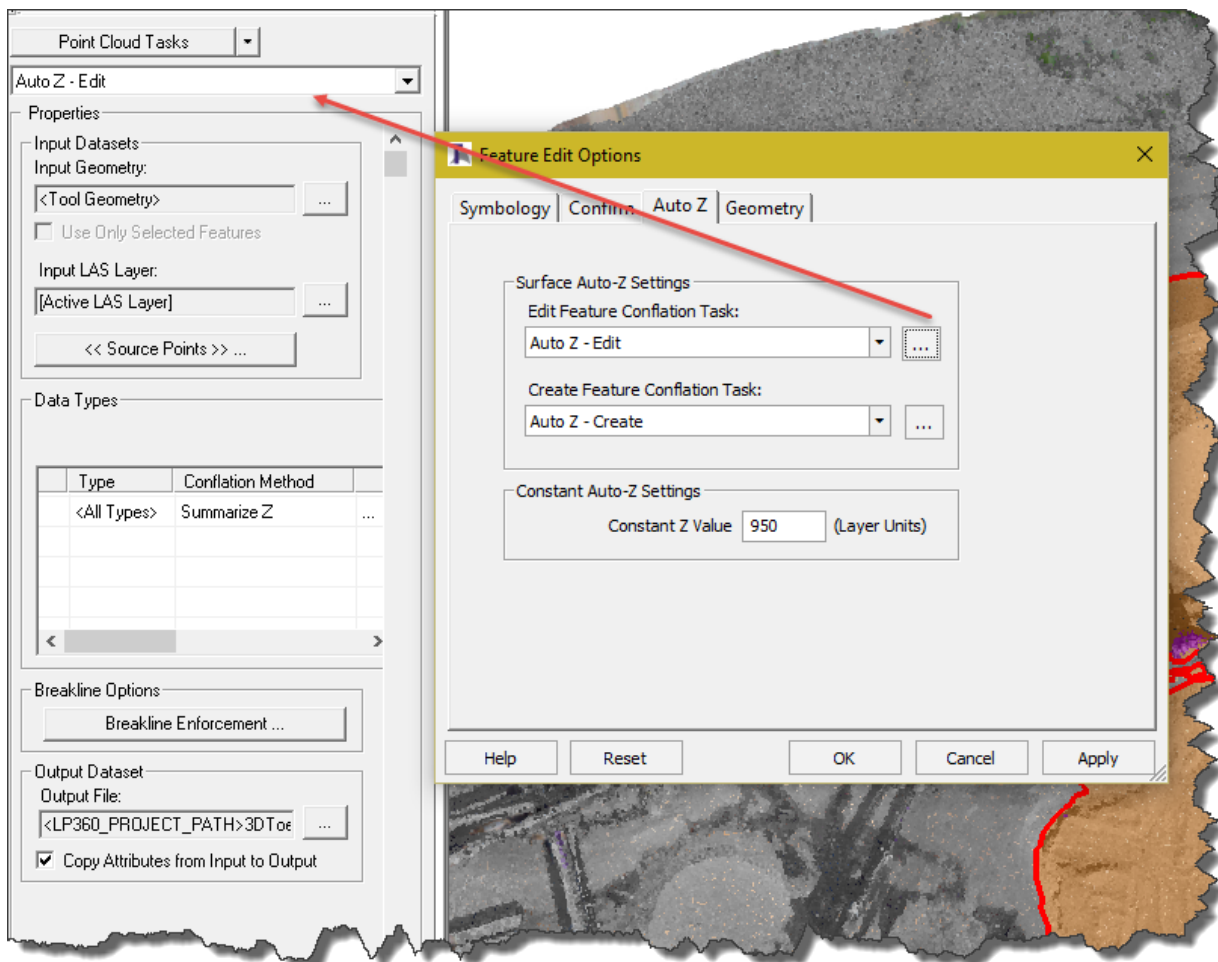 Point Cloud Tasks
Auto Z - Edit
Properties
Input Datasets
Input Geometry:
<Tool Geometry>
...
Use Only Selected Features
Input LAS Layer:
[Active LAS Layer]
...
<< Source Points >> ...
Data Types
Type Conflation Method
<All Types> Summarize Z ...
Breakline Options
Breakline Enforcement ...
Output Dataset
Output File:
<LP360_PROJECT_PATH>3DToe
...
Copy Attributes from Input to Output
Feature Edit Options
Symbology Confirm Auto Z Geometry
Surface Auto-Z Settings
Edit Feature Conflation Task:
Auto Z - Edit
...
Create Feature Conflation Task:
Auto Z - Create
...
Constant Auto-Z Settings
Constant Z Value 950 (Layer Units)
Help Reset OK Cancel Apply